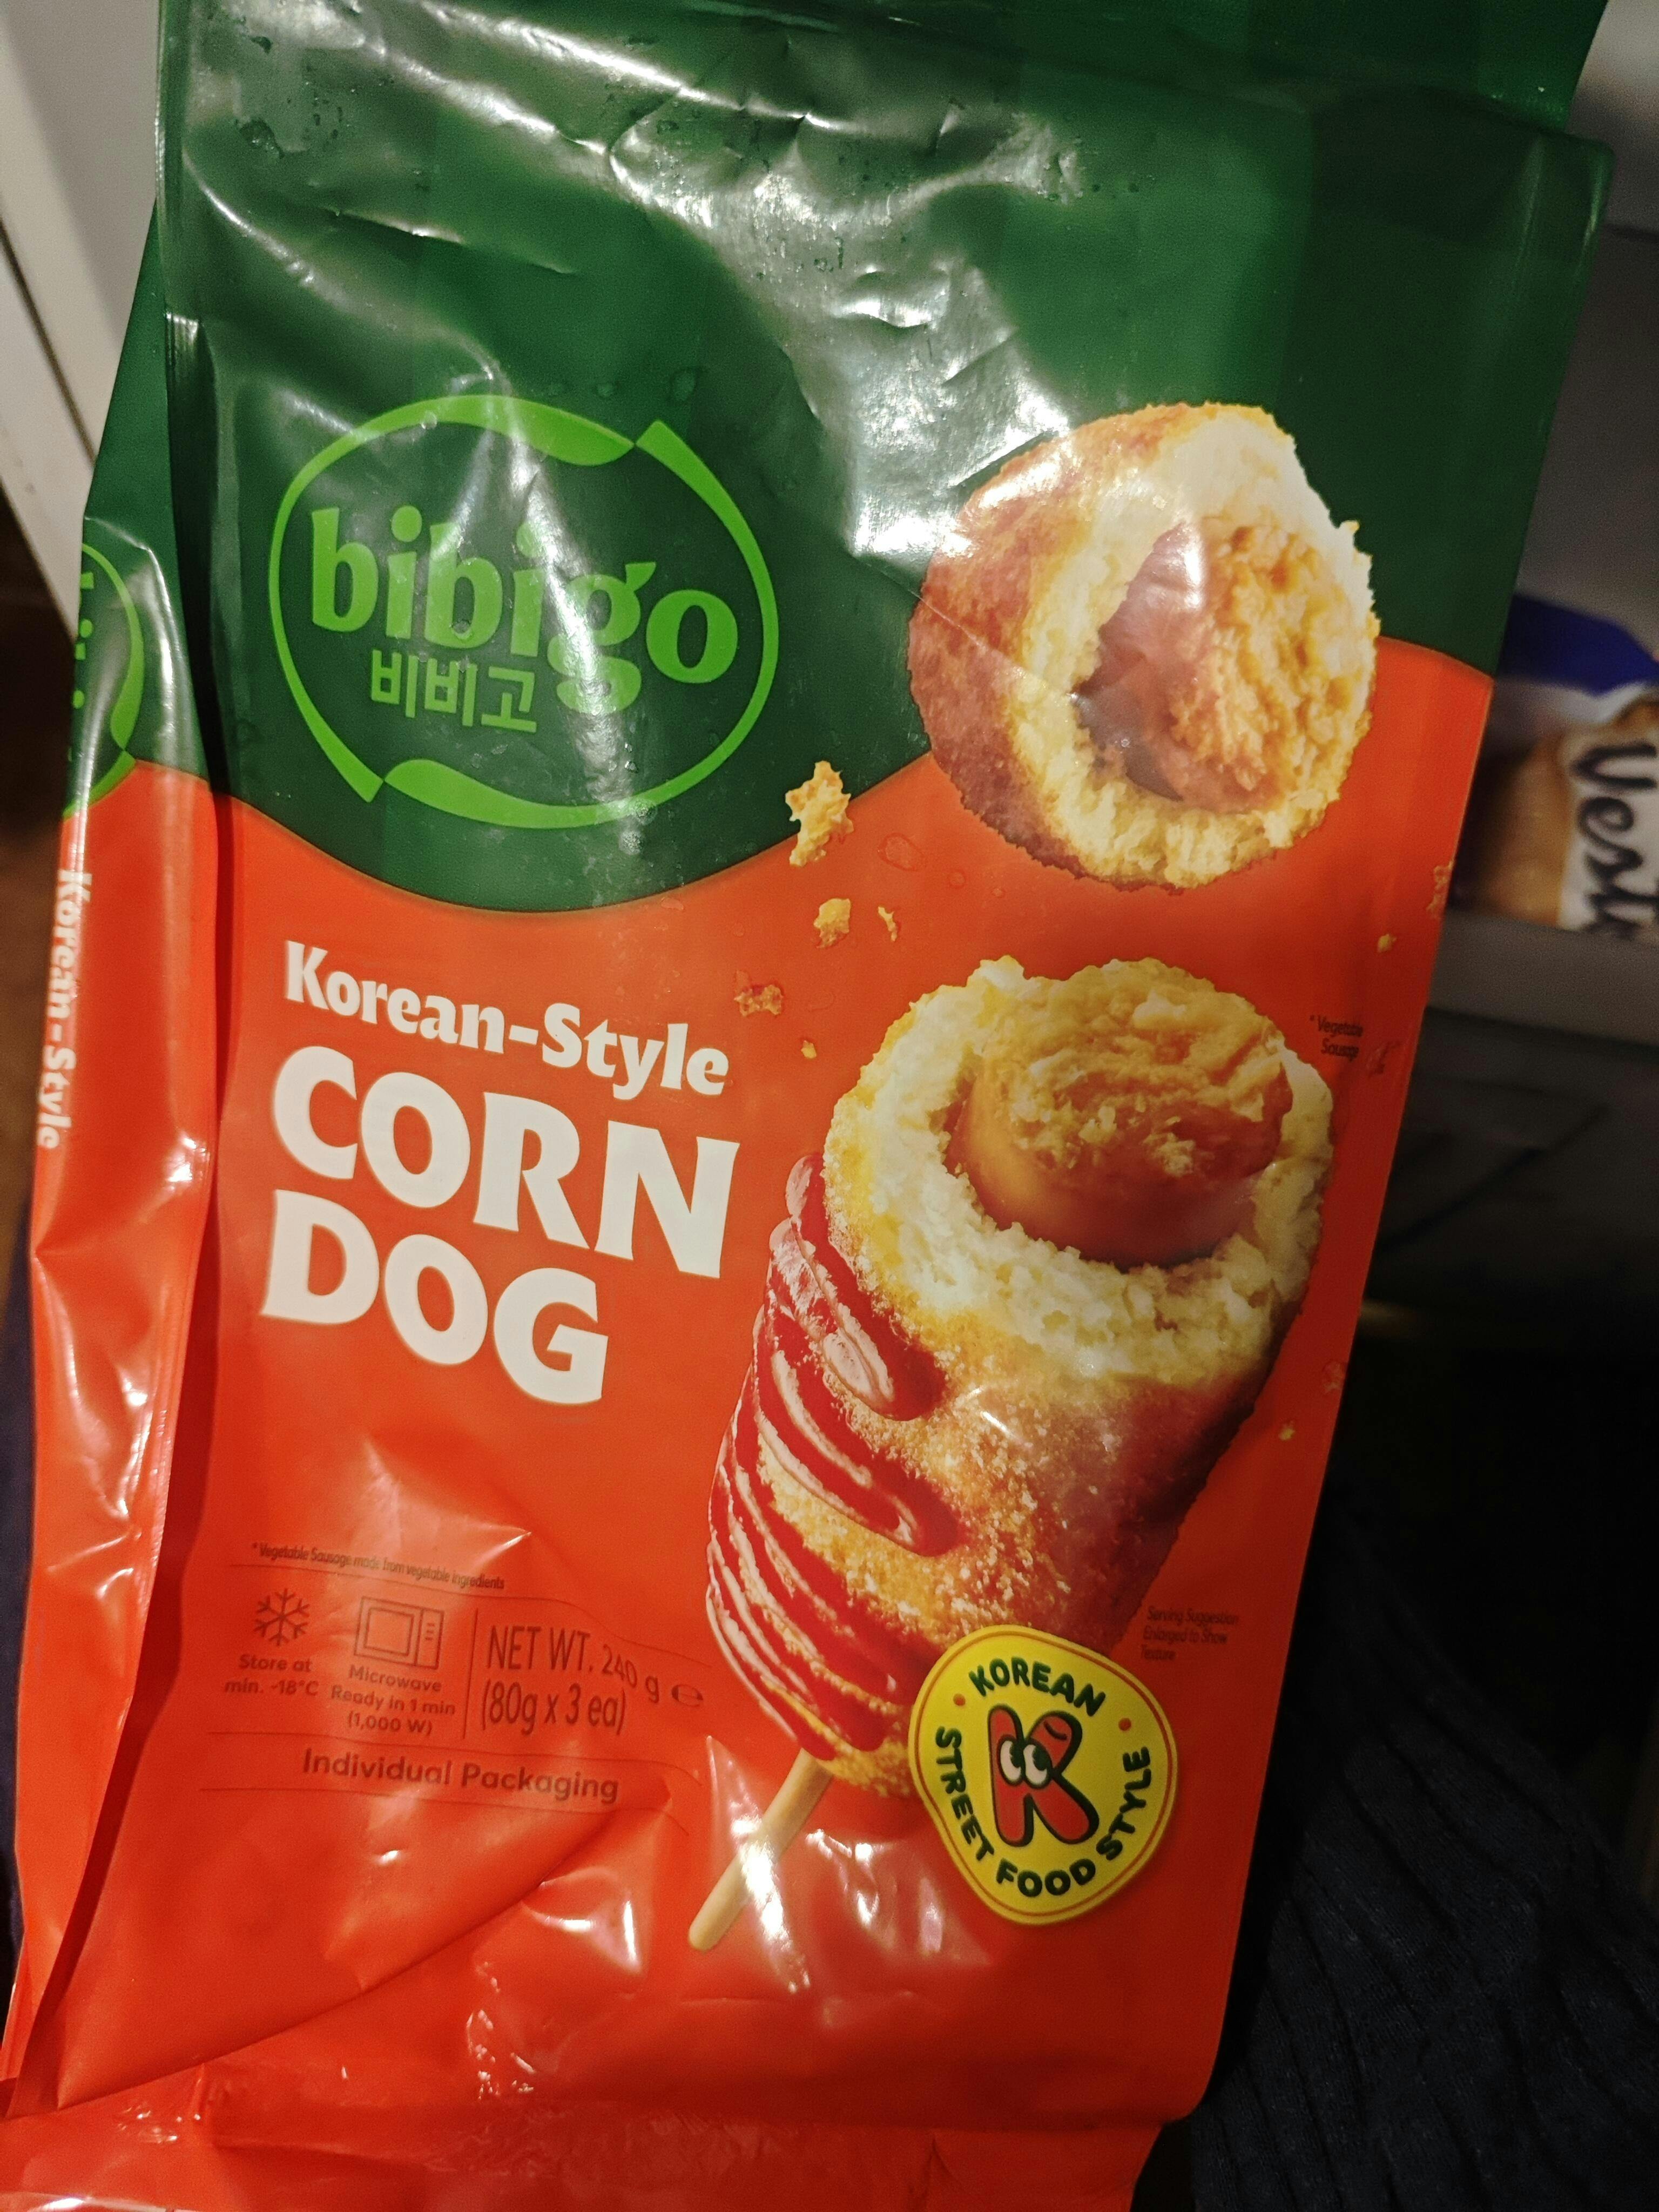 bibigo
비비고
Korean-Style
CORN
DOG
* Vegetable
Sausage
* Vegetable Sausage made from vegetable ingredients
Store at
min. -18°C
Microwave
Ready in 1 min
(1,000 W)
NET WT. 240 g ℮
(80g x 3 ea)
Individual Packaging
Serving Suggestion
Enlarged to Show
Texture
KOREAN
K
STREET FOOD STYLE
Korean-Style